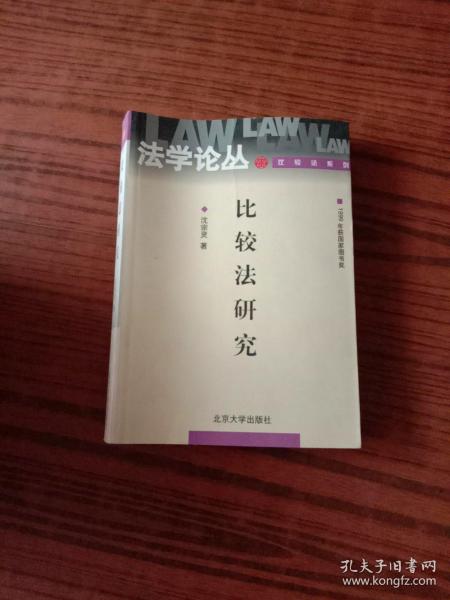 LAW LAW LAW LAW
法学论丛
比较法系列
1999年获国家图书奖
比较法研究
沈宗灵 著
北京大学出版社
孔夫子旧书网
www.kongfz.com